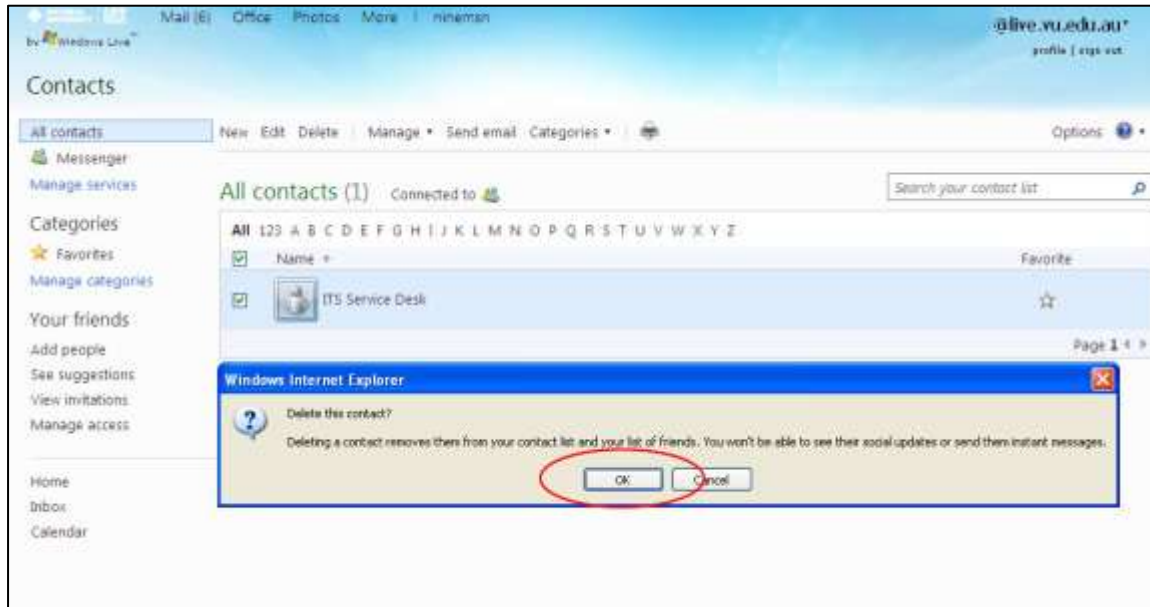 Mail (6) Office Photos More | ninemsn
@live.vu.edu.au
by Windows Live™
profile | sign out
Contacts
All contacts
New Edit Delete | Manage Send email Categories
Options
Messenger
Manage services
All contacts (1) Connected to
Search your contact list
Categories
All 123 A B C D E F G H I J K L M N O P Q R S T U V W X Y Z
Favorites
Name
Favorite
Manage categories
ITS Service Desk
Your friends
Add people
Page 1
See suggestions
View invitations
Manage access
Windows Internet Explorer
Delete this contact?
Deleting a contact removes them from your contact list and your list of friends. You won't be able to see their social updates or send them instant messages.
OK Cancel
Home
Inbox
Calendar